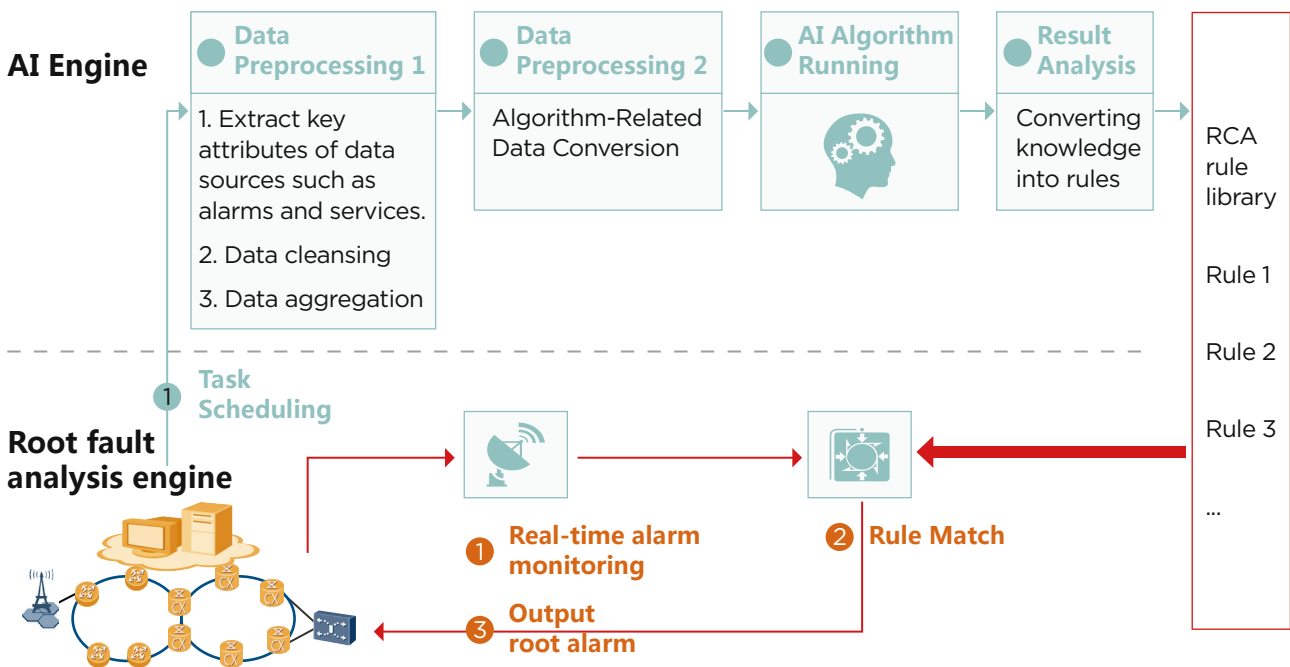 AI Engine
Data
Preprocessing 1
1. Extract key
attributes of data
sources such as
alarms and services.
2. Data cleansing
3. Data aggregation
Data
Preprocessing 2
Algorithm-Related
Data Conversion
AI Algorithm
Running
Result
Analysis
Converting
knowledge
into rules
RCA
rule
library
Rule 1
Rule 2
Rule 3
...
1
Task
Scheduling
Root fault
analysis engine
1
Real-time alarm
monitoring
2
Rule Match
3
Output
root alarm
CX
CX
CX
CX
CX
CX